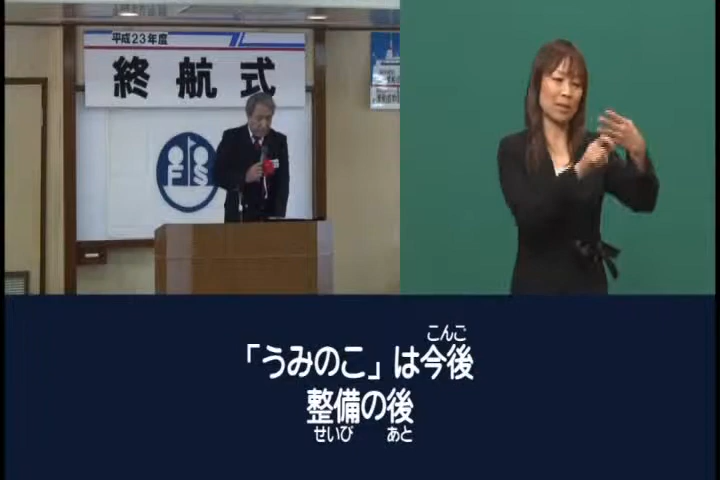 平成23年度
終航式
FS
こんご
「うみのこ」は今後
整備の後
せいび あと